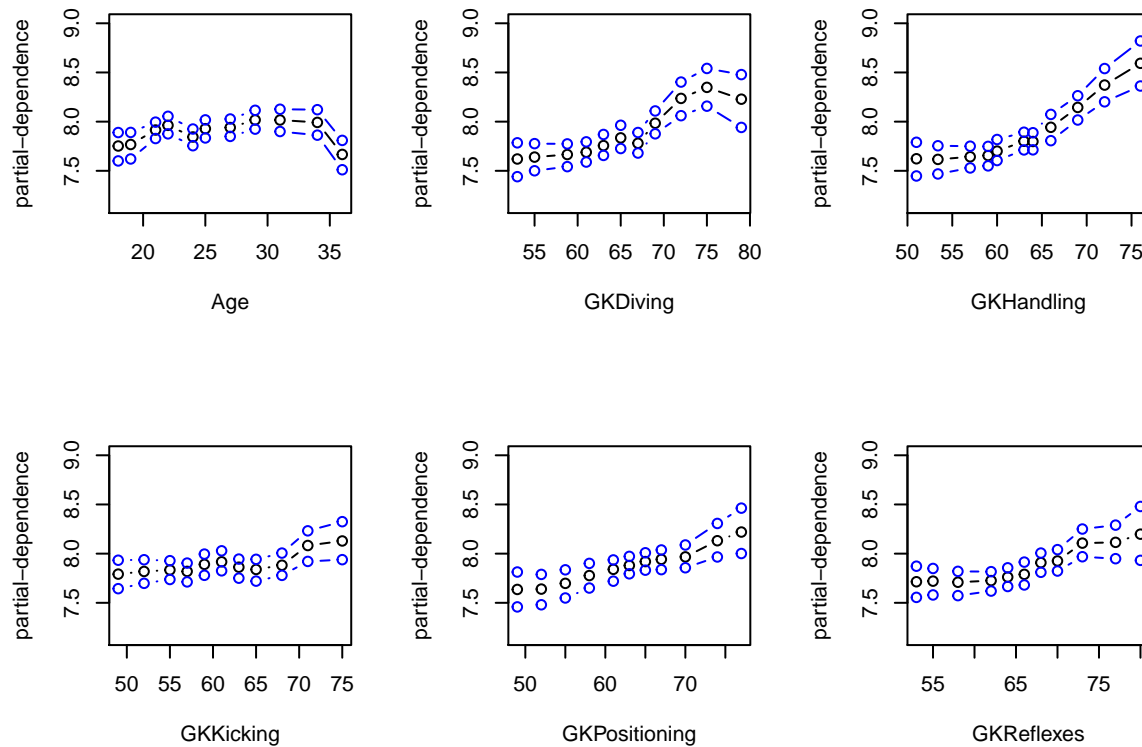 partial−dependence
7.5 8.0 8.5 9.0
20 25 30 35
Age
partial−dependence
7.5 8.0 8.5 9.0
55 60 65 70 75 80
GKDiving
partial−dependence
7.5 8.0 8.5 9.0
50 55 60 65 70 75
GKHandling
partial−dependence
7.5 8.0 8.5 9.0
50 55 60 65 70 75
GKKicking
partial−dependence
7.5 8.0 8.5 9.0
50 60 70
GKPositioning
partial−dependence
7.5 8.0 8.5 9.0
55 65 75
GKReflexes